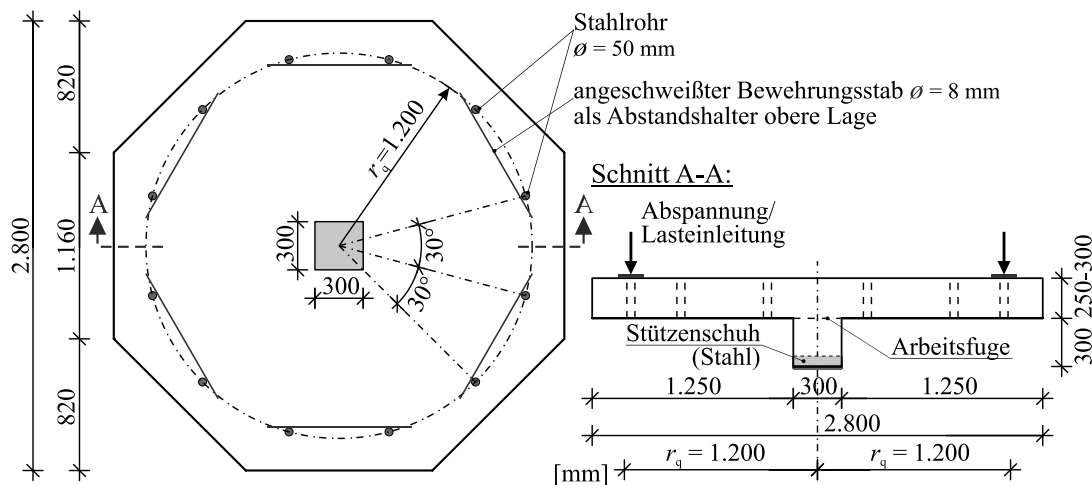 Stahlrohr
ø = 50 mm
angeschweißter Bewehrungsstab ø = 8 mm
als Abstandshalter obere Lage
820
1.160
820
2.800
A
A
r_q=1.200
300
300
30°
30°
Schnitt A-A:
Abspannung/
Lasteinleitung
250-300
300
Stützenschuh
(Stahl)
Arbeitsfuge
1.250
300
1.250
2.800
r_q = 1.200
r_q = 1.200
[mm]